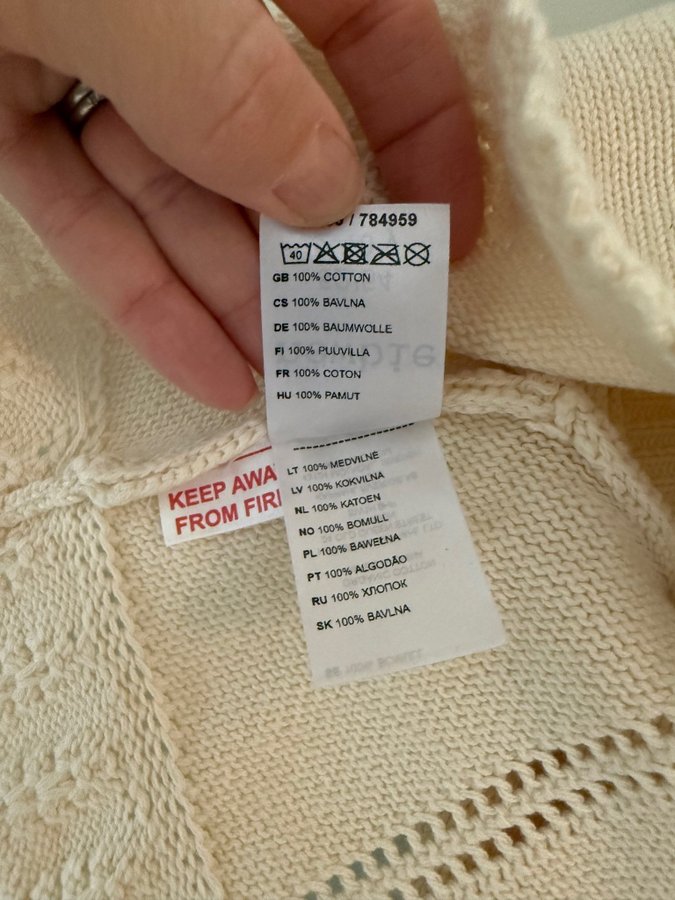 / 784959
40
GB 100% COTTON
CS 100% BAVLNA
DE 100% BAUMWOLLE
FI 100% PUUVILLA
FR 100% COTON
HU 100% PAMUT
LT 100% MEDVILNĖ
LV 100% KOKVILNA
NL 100% KATOEN
NO 100% BOMULL
PL 100% BAWEŁNA
PT 100% ALGODÃO
RU 100% ХЛОПОК
SK 100% BAVLNA
KEEP AWA
FROM FIR